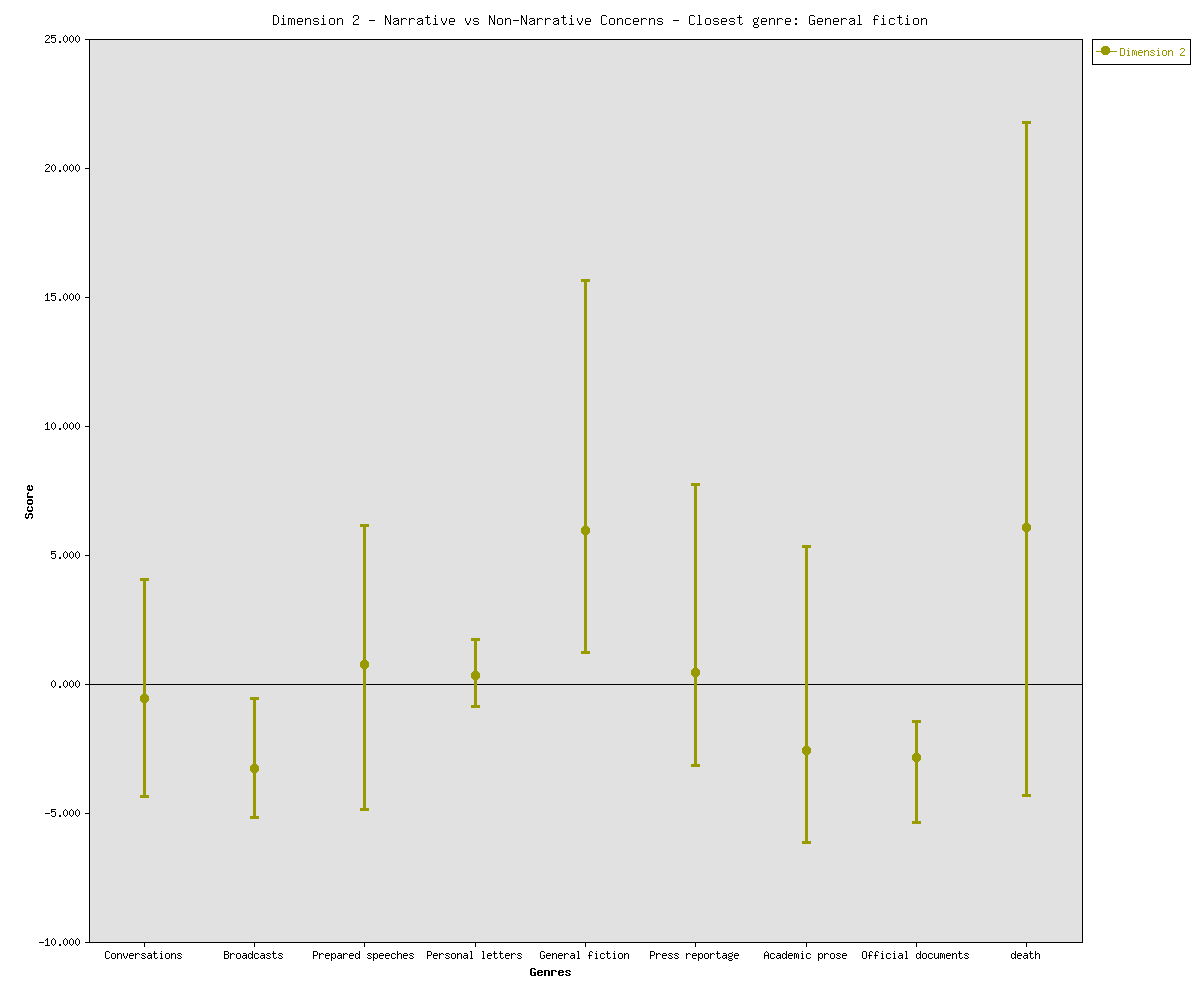 Dimension 2 - Narrative vs Non-Narrative Concerns - Closest genre: General fiction
25.000
Dimension 2
20.000
15.000
10.000
Score
5.000
0.000
-5.000
-10.000
Conversations Broadcasts Prepared speeches Personal letters General fiction Press reportage Academic prose Official documents death
Genres